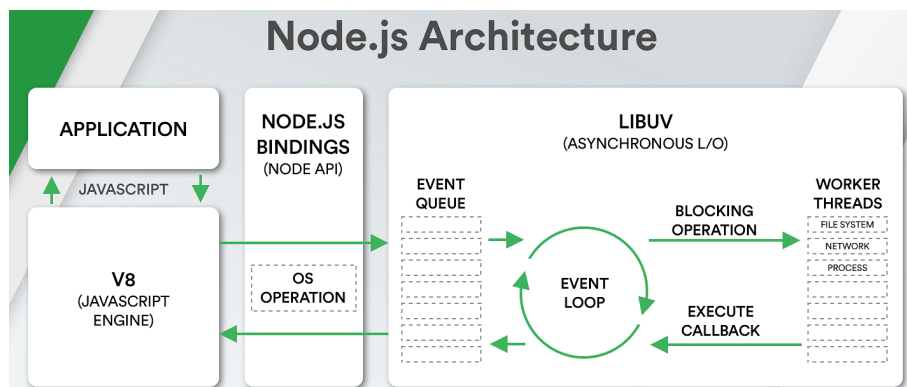 Node.js Architecture
APPLICATION
JAVASCRIPT
V8
(JAVASCRIPT
ENGINE)
NODE.JS
BINDINGS
(NODE API)
OS
OPERATION
LIBUV
(ASYNCHRONOUS L/O)
EVENT
QUEUE
EVENT
LOOP
BLOCKING
OPERATION
EXECUTE
CALLBACK
WORKER
THREADS
FILE SYSTEM
NETWORK
PROCESS